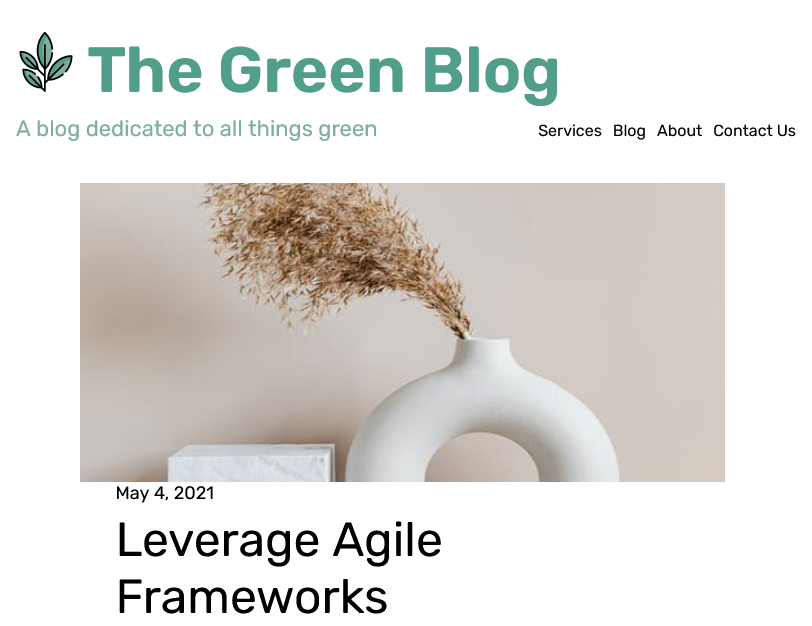 The Green Blog
A blog dedicated to all things green
Services Blog About Contact Us
May 4, 2021
Leverage Agile
Frameworks